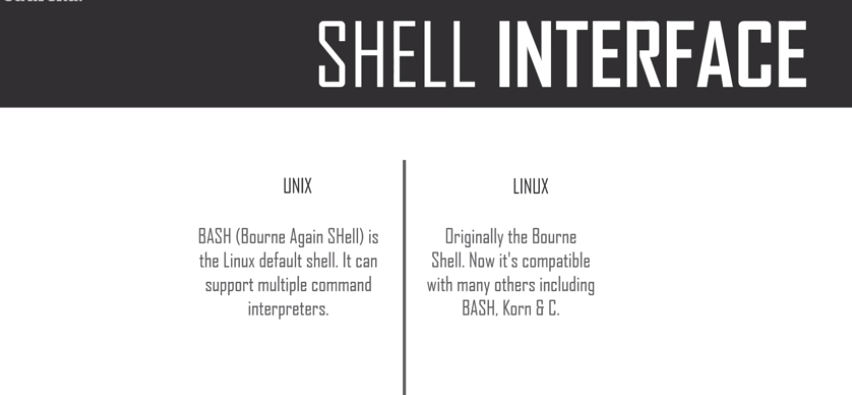 SHELL INTERFACE
UNIX
BASH (Bourne Again SHell) is
the Linux default shell. It can
support multiple command
interpreters.
LINUX
Originally the Bourne
Shell. Now it's compatible
with many others including
BASH, Korn & C.